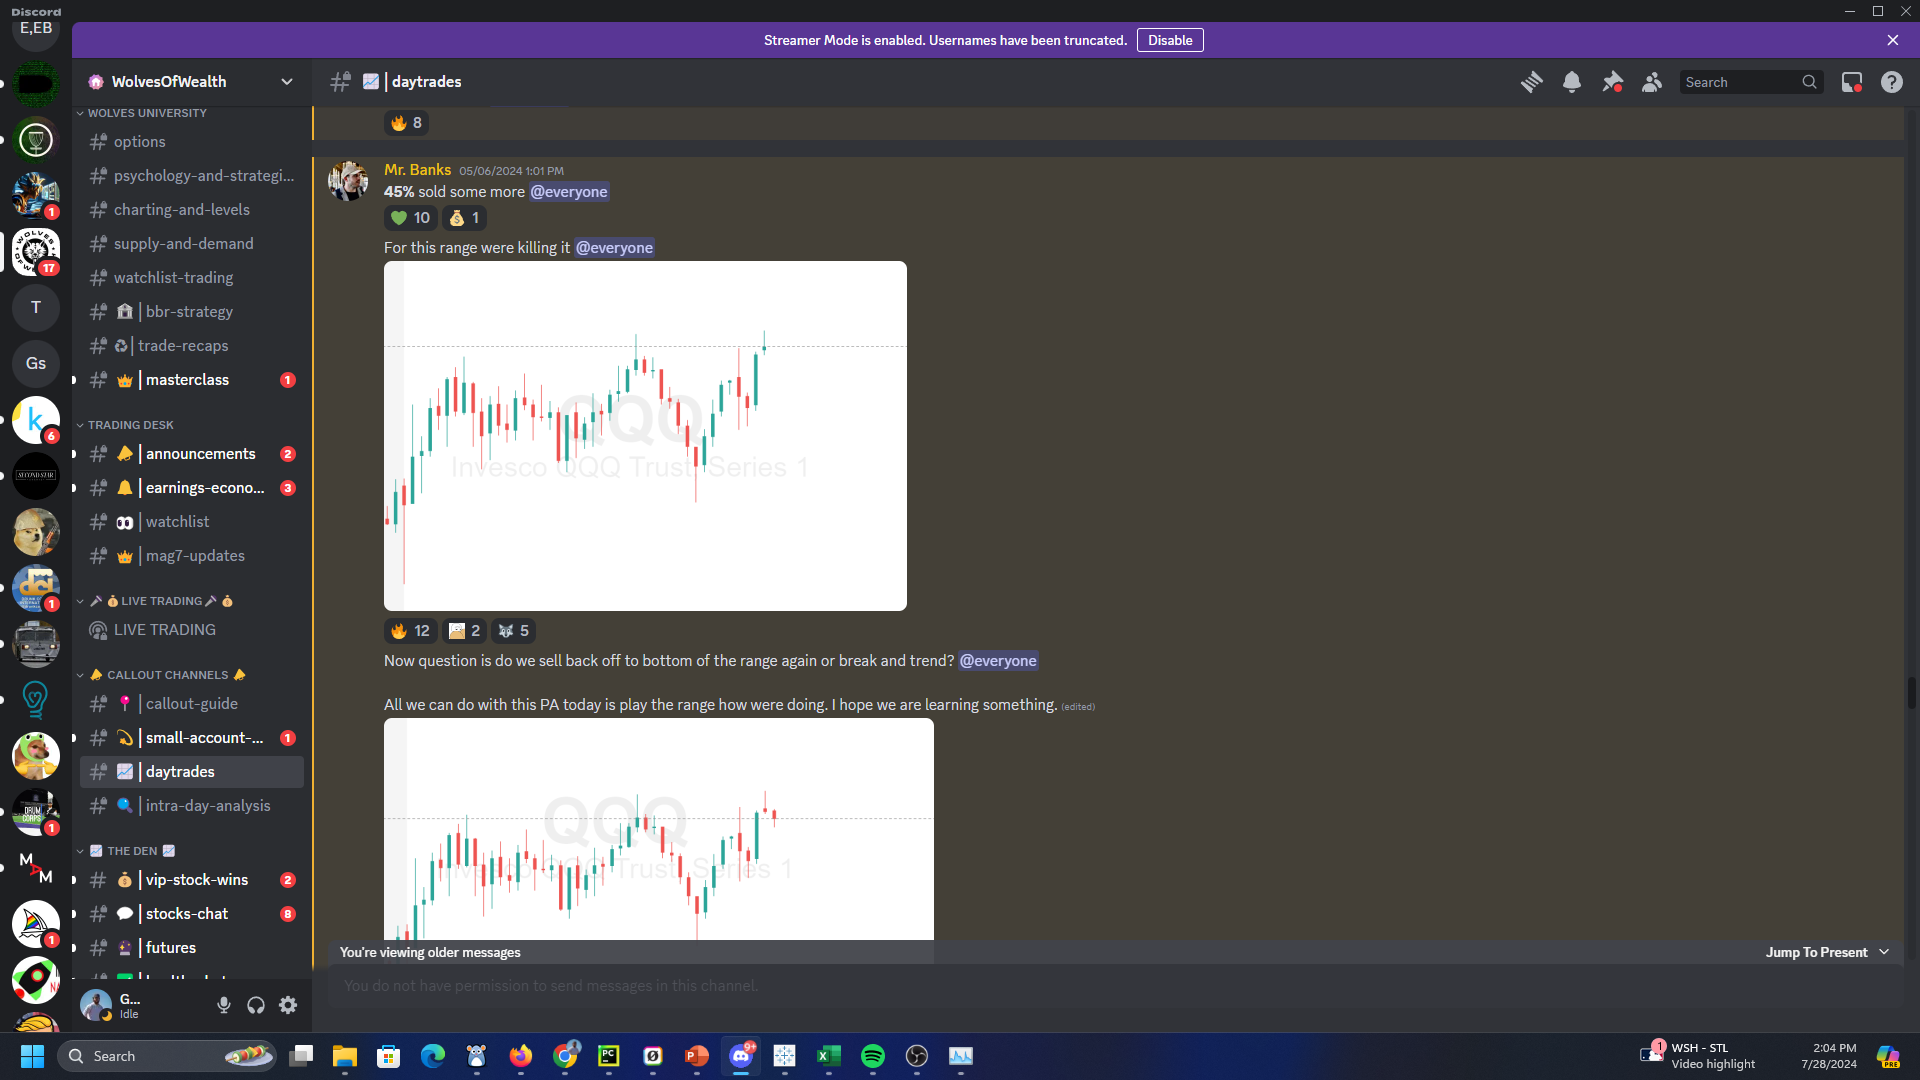 Discord
E,EB
Streamer Mode is enabled. Usernames have been truncated.
Disable
WolvesOfWealth
| daytrades
Search
WOLVES UNIVERSITY
options
psychology-and-strategi...
charting-and-levels
supply-and-demand
watchlist-trading
| bbr-strategy
| trade-recaps
| masterclass
1
TRADING DESK
| announcements
2
| earnings-econo...
3
| watchlist
| mag7-updates
LIVE TRADING
LIVE TRADING
CALLOUT CHANNELS
| callout-guide
| small-account-...
1
| daytrades
| intra-day-analysis
THE DEN
| vip-stock-wins
2
| stocks-chat
8
| futures
G...
Idle
1
WOLVES
17
T
Gs
k
6
SECOND STAR
dci
1
DRUM
CORPS
1
M
A
M
1
8
Mr. Banks 05/06/2024 1:01 PM
45% sold some more @everyone
10
1
For this range were killing it @everyone
QQQ
Invesco QQQ Trust, Series 1
12
2
5
Now question is do we sell back off to bottom of the range again or break and trend? @everyone
All we can do with this PA today is play the range how were doing. I hope we are learning something. (edited)
QQQ
Invesco QQQ Trust, Series 1
You're viewing older messages
Jump To Present
You do not have permission to send messages in this channel.
Search
PC
P
9+
X
1
WSH - STL
Video highlight
2:04 PM
7/28/2024
PRE